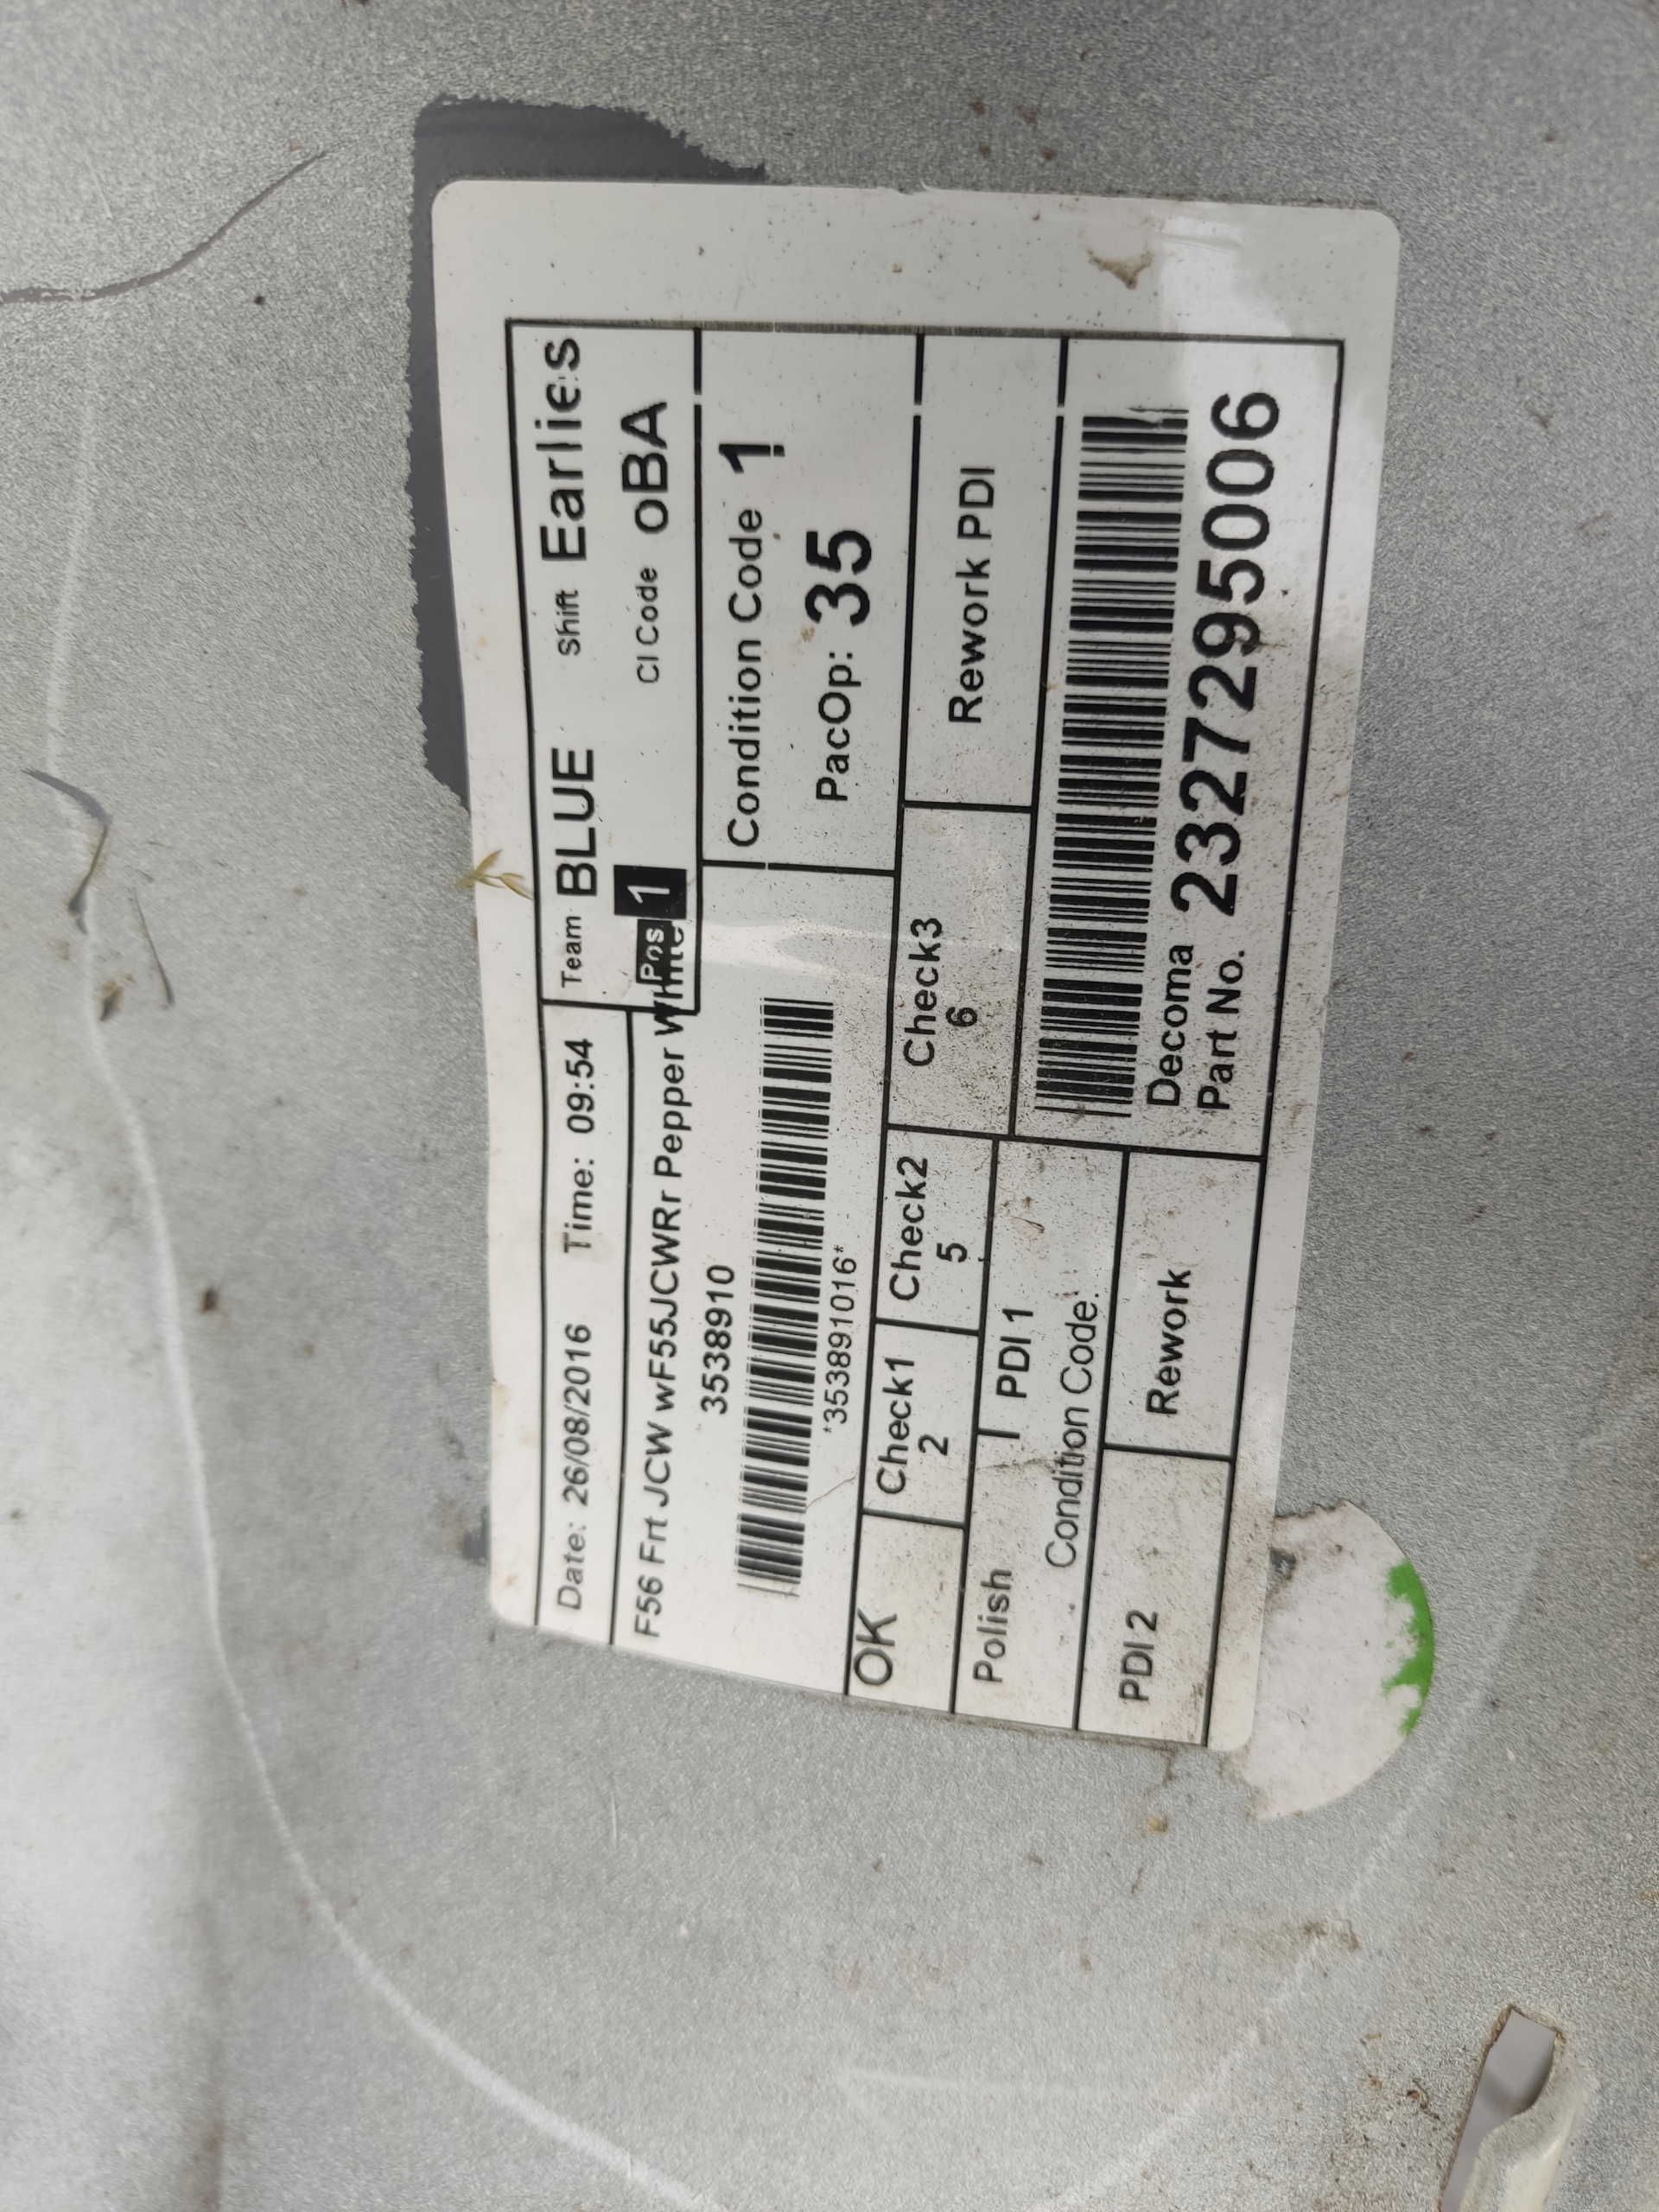 Date: 26/08/2016 Time: 09:54 Team BLUE Shift Earlies
Pos 1 CI Code oBA
F56 Frt JCW wF55JCWRr Pepper White
3538910
*353891016*
Condition Code 1
PacOp: 35
OK Check1 Check2 Check3 Rework PDI
2 5 6
Polish PDI 1
Condition Code:
PDI 2 Rework
Decoma
Part No. 2327295006